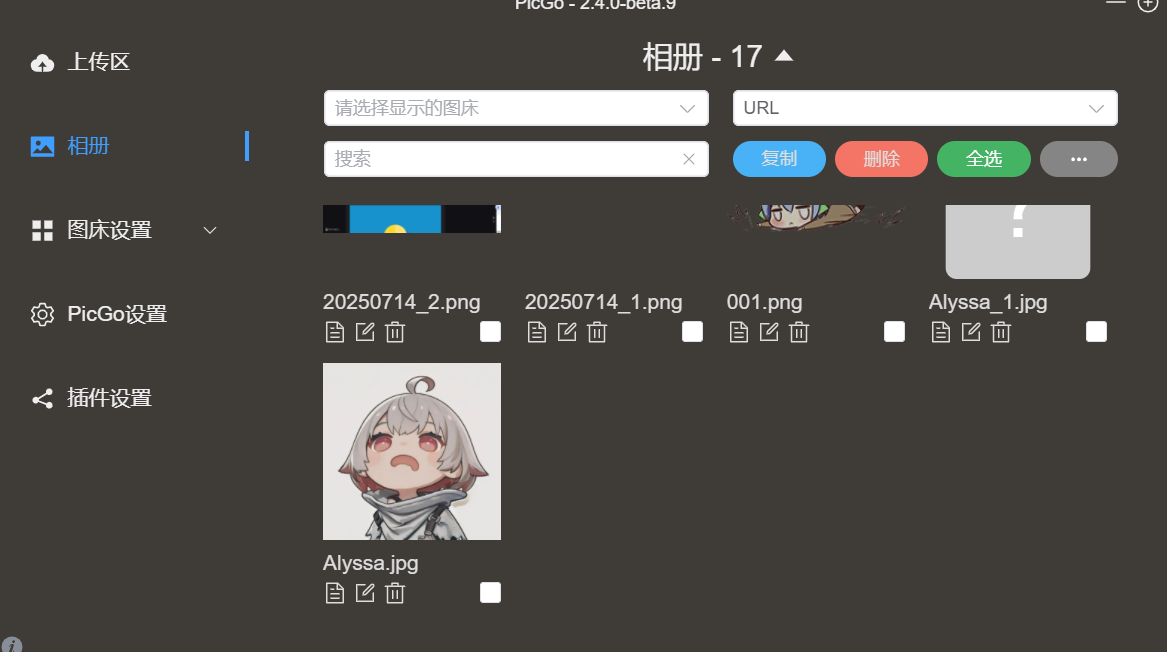 PicGo - 2.4.0-beta.9
上传区
相册
图床设置
PicGo设置
插件设置
相册 - 17
请选择显示的图床
URL
搜索
复制
删除
全选
···
?
20250714_2.png
20250714_1.png
001.png
Alyssa_1.jpg
Alyssa.jpg